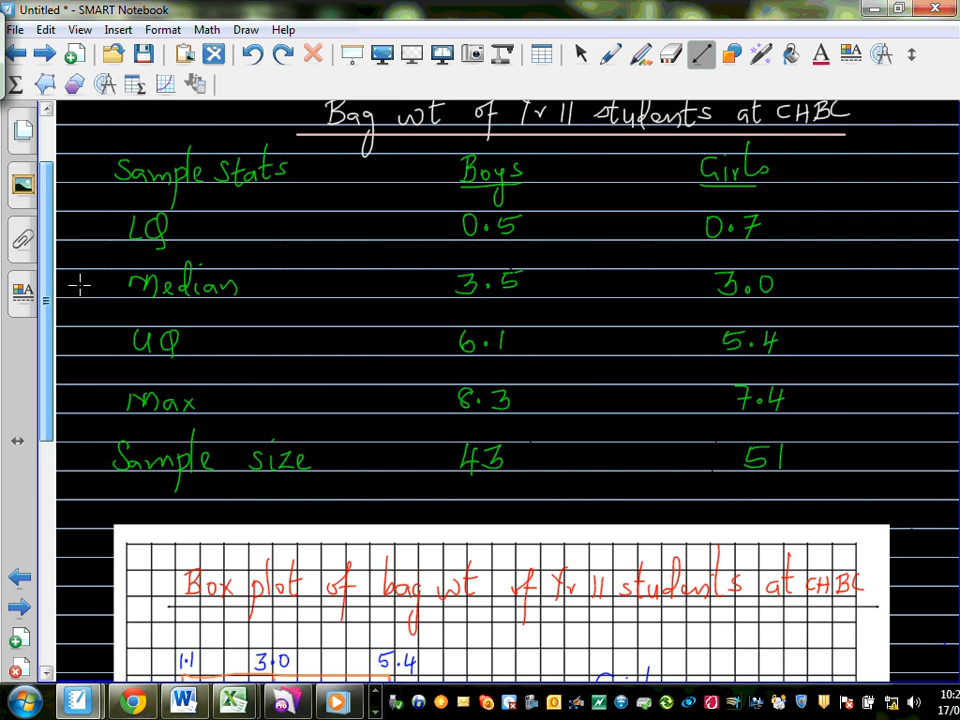 Untitled * - SMART Notebook
File Edit View Insert Format Math Draw Help
Bag wt of Yr 11 students at CHBC
Sample stats Boys Girls
LQ 0.5 0.7
Median 3.5 3.0
UQ 6.1 5.4
Max 8.3 7.4
Sample size 43 51
Box plot of bag wt of Yr 11 students at CHBC
1.1 3.0 5.4